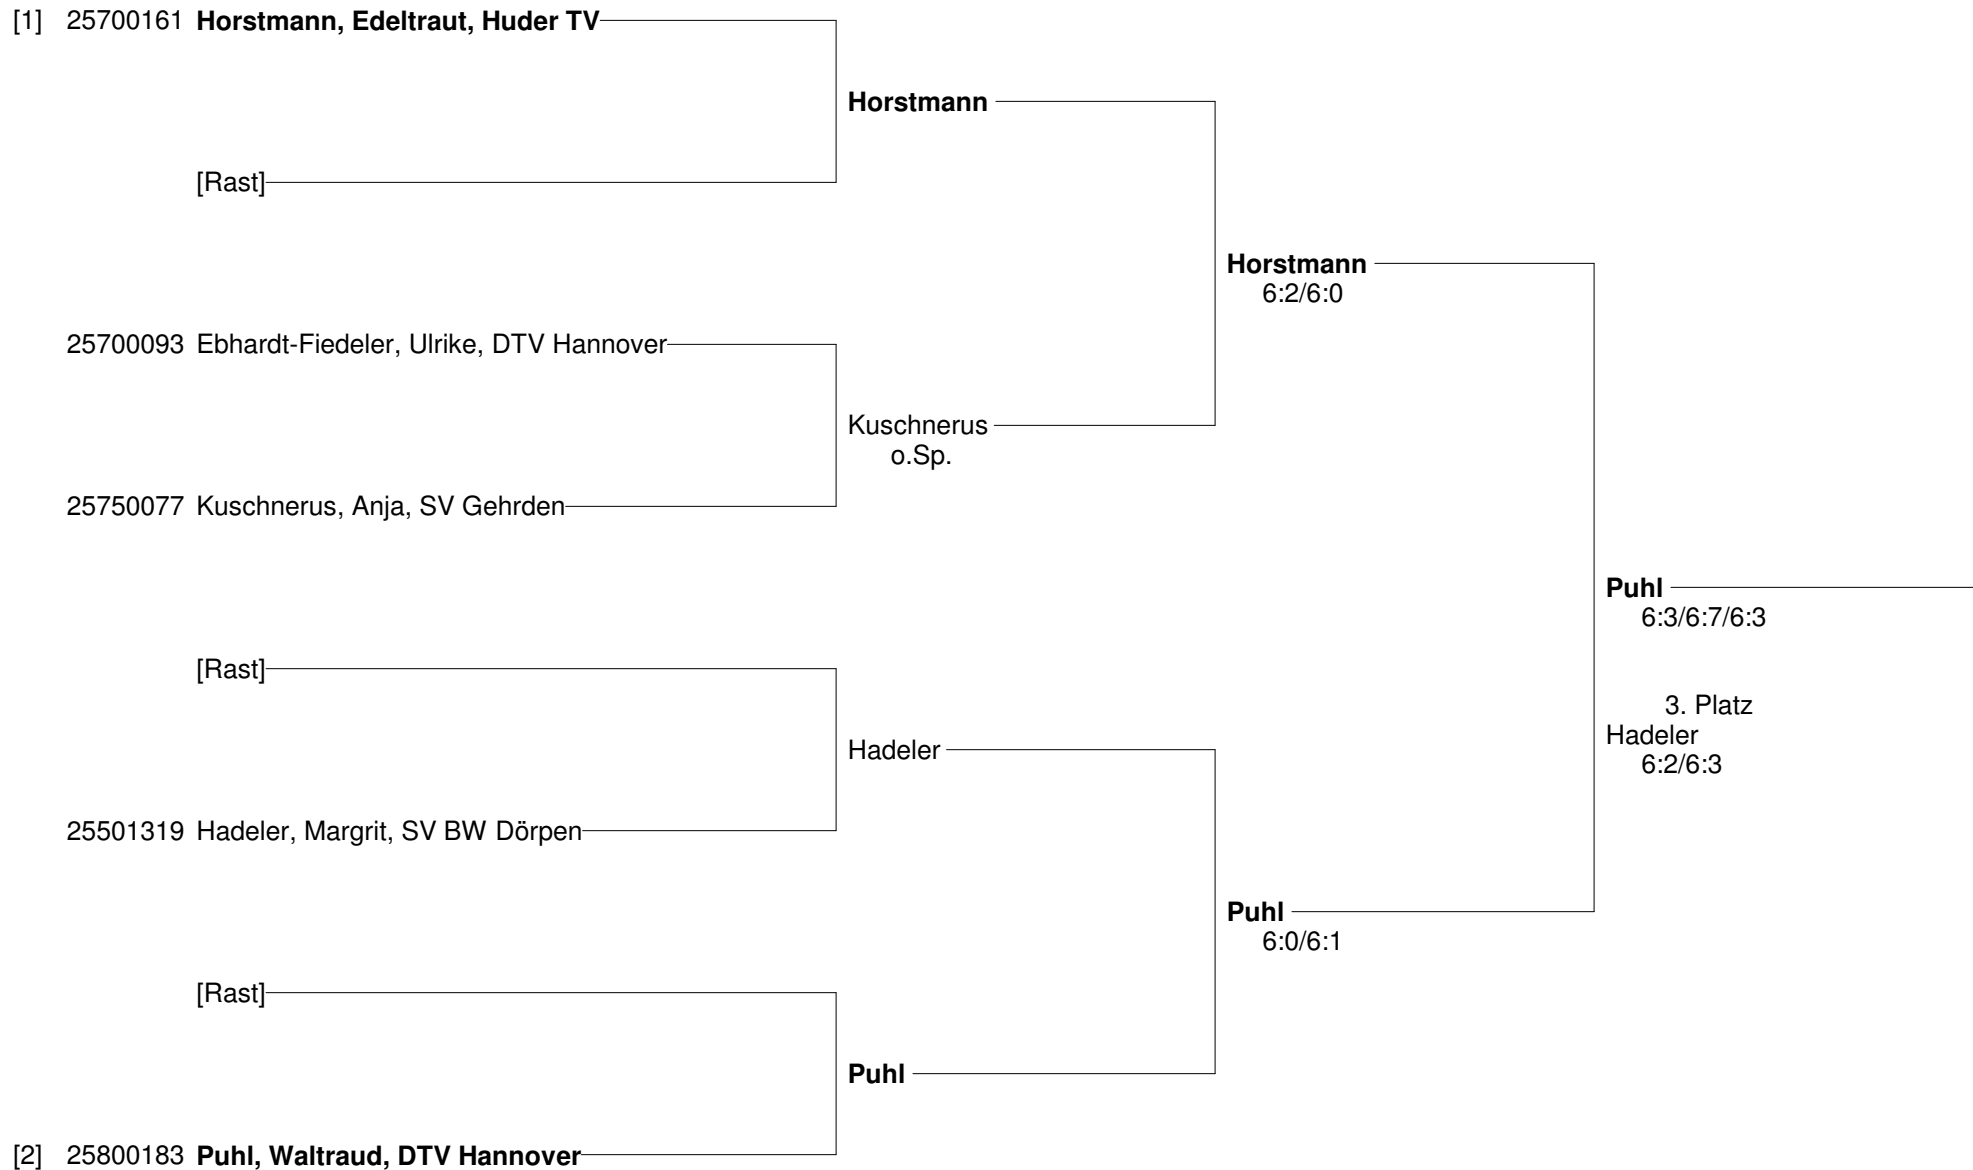 [1] 25700161 Horstmann, Edeltraut, Huder TV
Horstmann
[Rast]
Horstmann
6:2/6:0
25700093 Ebhardt-Fiedeler, Ulrike, DTV Hannover
Kuschnerus
o.Sp.
25750077 Kuschnerus, Anja, SV Gehrden
Puhl
6:3/6:7/6:3
[Rast]
3. Platz
Hadeler
6:2/6:3
Hadeler
25501319 Hadeler, Margrit, SV BW Dörpen
Puhl
6:0/6:1
[Rast]
Puhl
[2] 25800183 Puhl, Waltraud, DTV Hannover